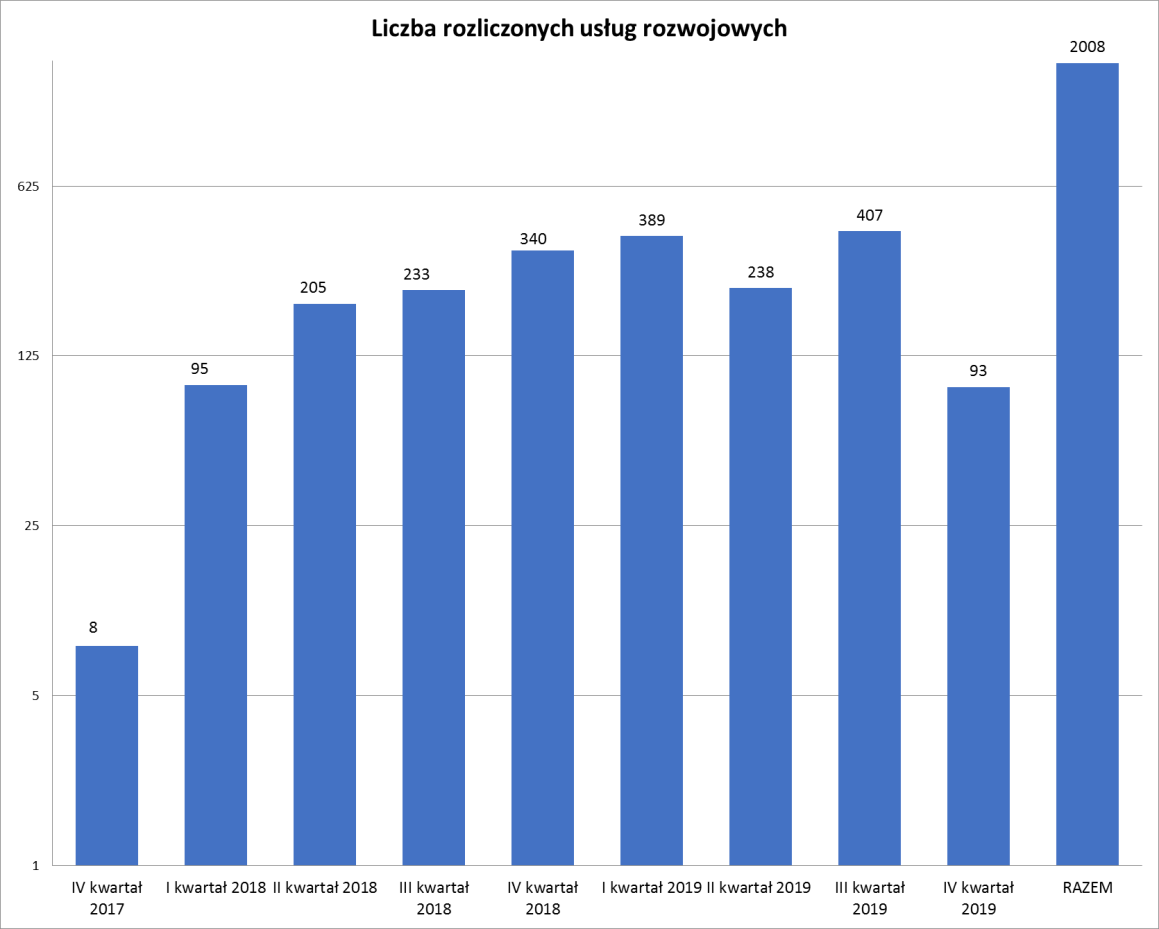 Liczba rozliczonych usług rozwojowych
2008
625
407
389
340
238
233
205
125
95
93
25
8
5
1
IV kwartał
2017
I kwartał 2018
II kwartał 2018
III kwartał
2018
IV kwartał
2018
I kwartał 2019
II kwartał 2019
III kwartał
2019
IV kwartał
2019
RAZEM